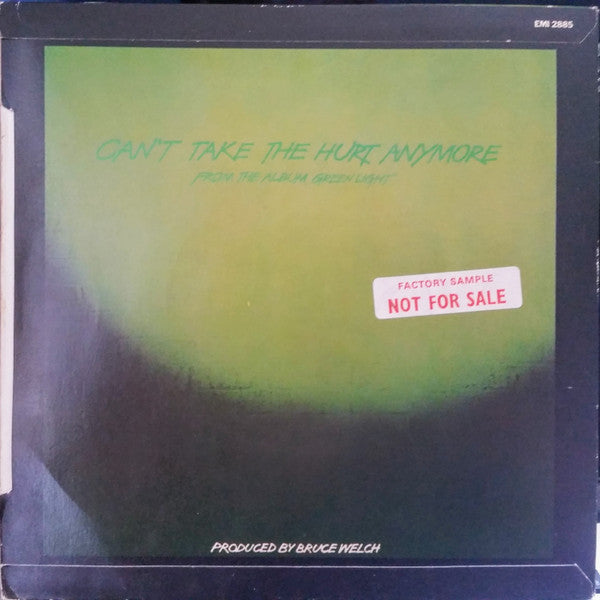 EMI 2885
CAN'T TAKE THE HURT ANYMORE
FROM THE ALBUM GREEN LIGHT
FACTORY SAMPLE
NOT FOR SALE
PRODUCED BY BRUCE WELCH